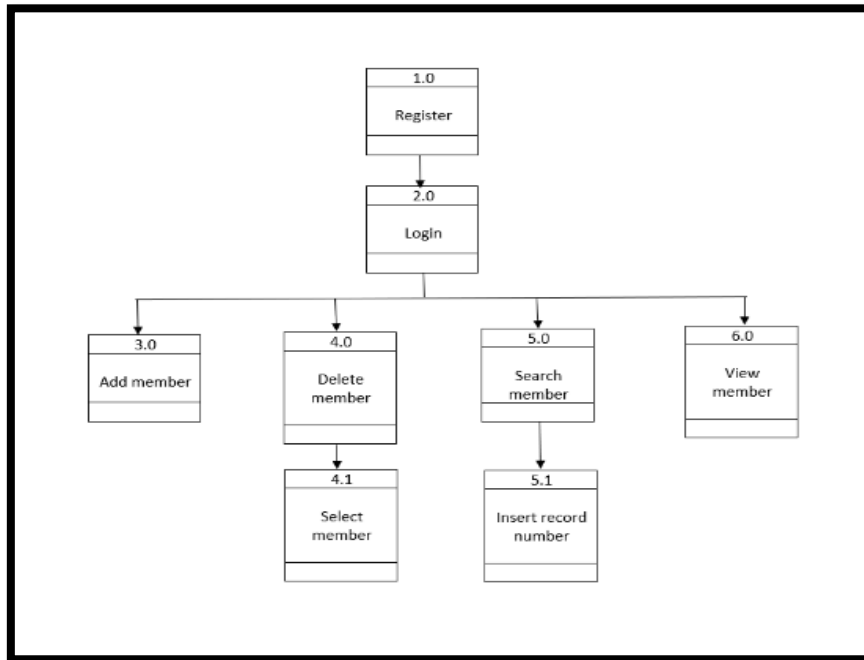 1.0
Register
2.0
Login
3.0
Add member
4.0
Delete
member
5.0
Search
member
6.0
View
member
4.1
Select
member
5.1
Insert record
number